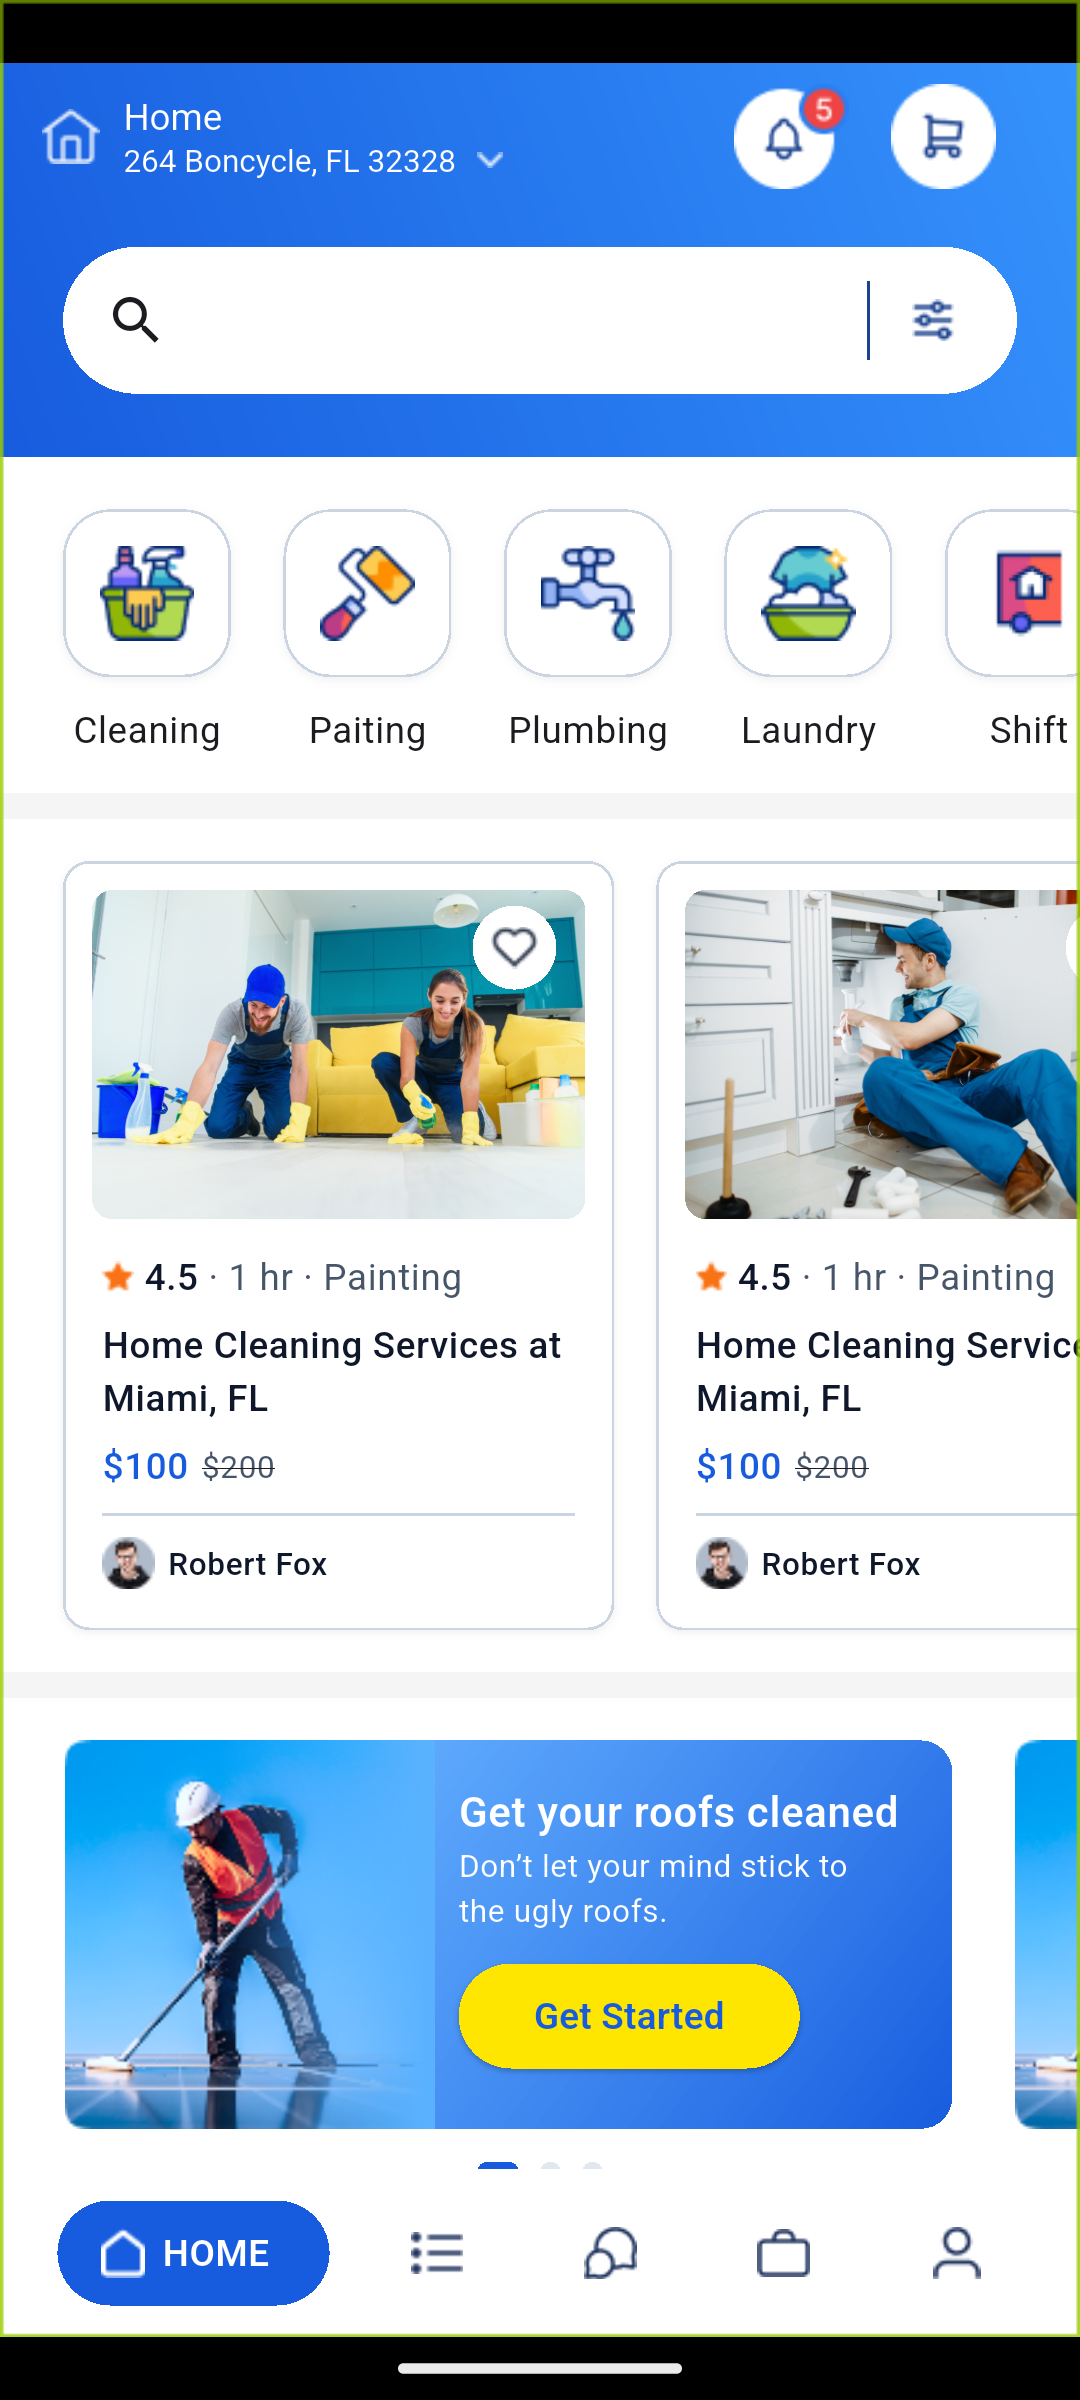 Home
264 Boncycle, FL 32328
5
Cleaning
Paiting
Plumbing
Laundry
Shift
4.5 · 1 hr · Painting
Home Cleaning Services at
Miami, FL
$100 $200
Robert Fox
4.5 · 1 hr · Painting
Home Cleaning Servic
Miami, FL
$100 $200
Robert Fox
Get your roofs cleaned
Don’t let your mind stick to
the ugly roofs.
Get Started
HOME